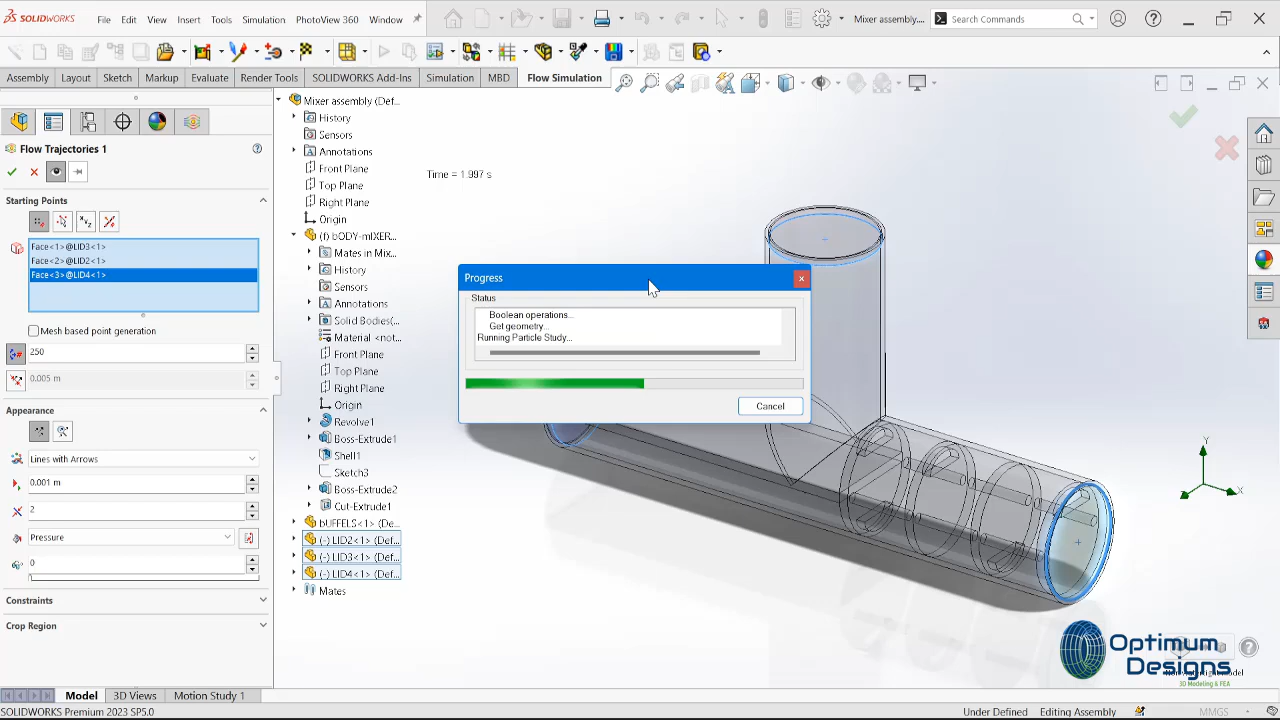 SOLIDWORKS
File Edit View Insert Tools Simulation PhotoView 360 Window
Mixer assembly....
Search Commands
Assembly Layout Sketch Markup Evaluate Render Tools SOLIDWORKS Add-Ins Simulation MBD Flow Simulation
Flow Trajectories 1
Starting Points
Face<1>@LID3<1>
Face<2>@LID2<1>
Face<3>@LID4<1>
Mesh based point generation
250
0.005 m
Appearance
Lines with Arrows
0.001 m
2
Pressure
0
Constraints
Crop Region
Mixer assembly (Def...
History
Sensors
Annotations
Front Plane
Top Plane
Right Plane
Origin
(f) bODY-mIXER...
Mates in Mix...
History
Sensors
Annotations
Solid Bodies(...
Material <not...
Front Plane
Top Plane
Right Plane
Origin
Revolve1
Boss-Extrude1
Shell1
Sketch3
Boss-Extrude2
Cut-Extrude1
bUFFELS<1> (De...
(-) LID2<1> (Def...
(-) LID3<1> (Def...
(-) LID4<1> (Def...
Mates
Time = 1.997 s
Progress
Status
Boolean operations...
Get geometry...
Running Particle Study...
Cancel
Y
X
Optimum
Designs
3D Modeling & FEA
Model 3D Views Motion Study 1
SOLIDWORKS Premium 2023 SP5.0
Under Defined Editing Assembly MMGS